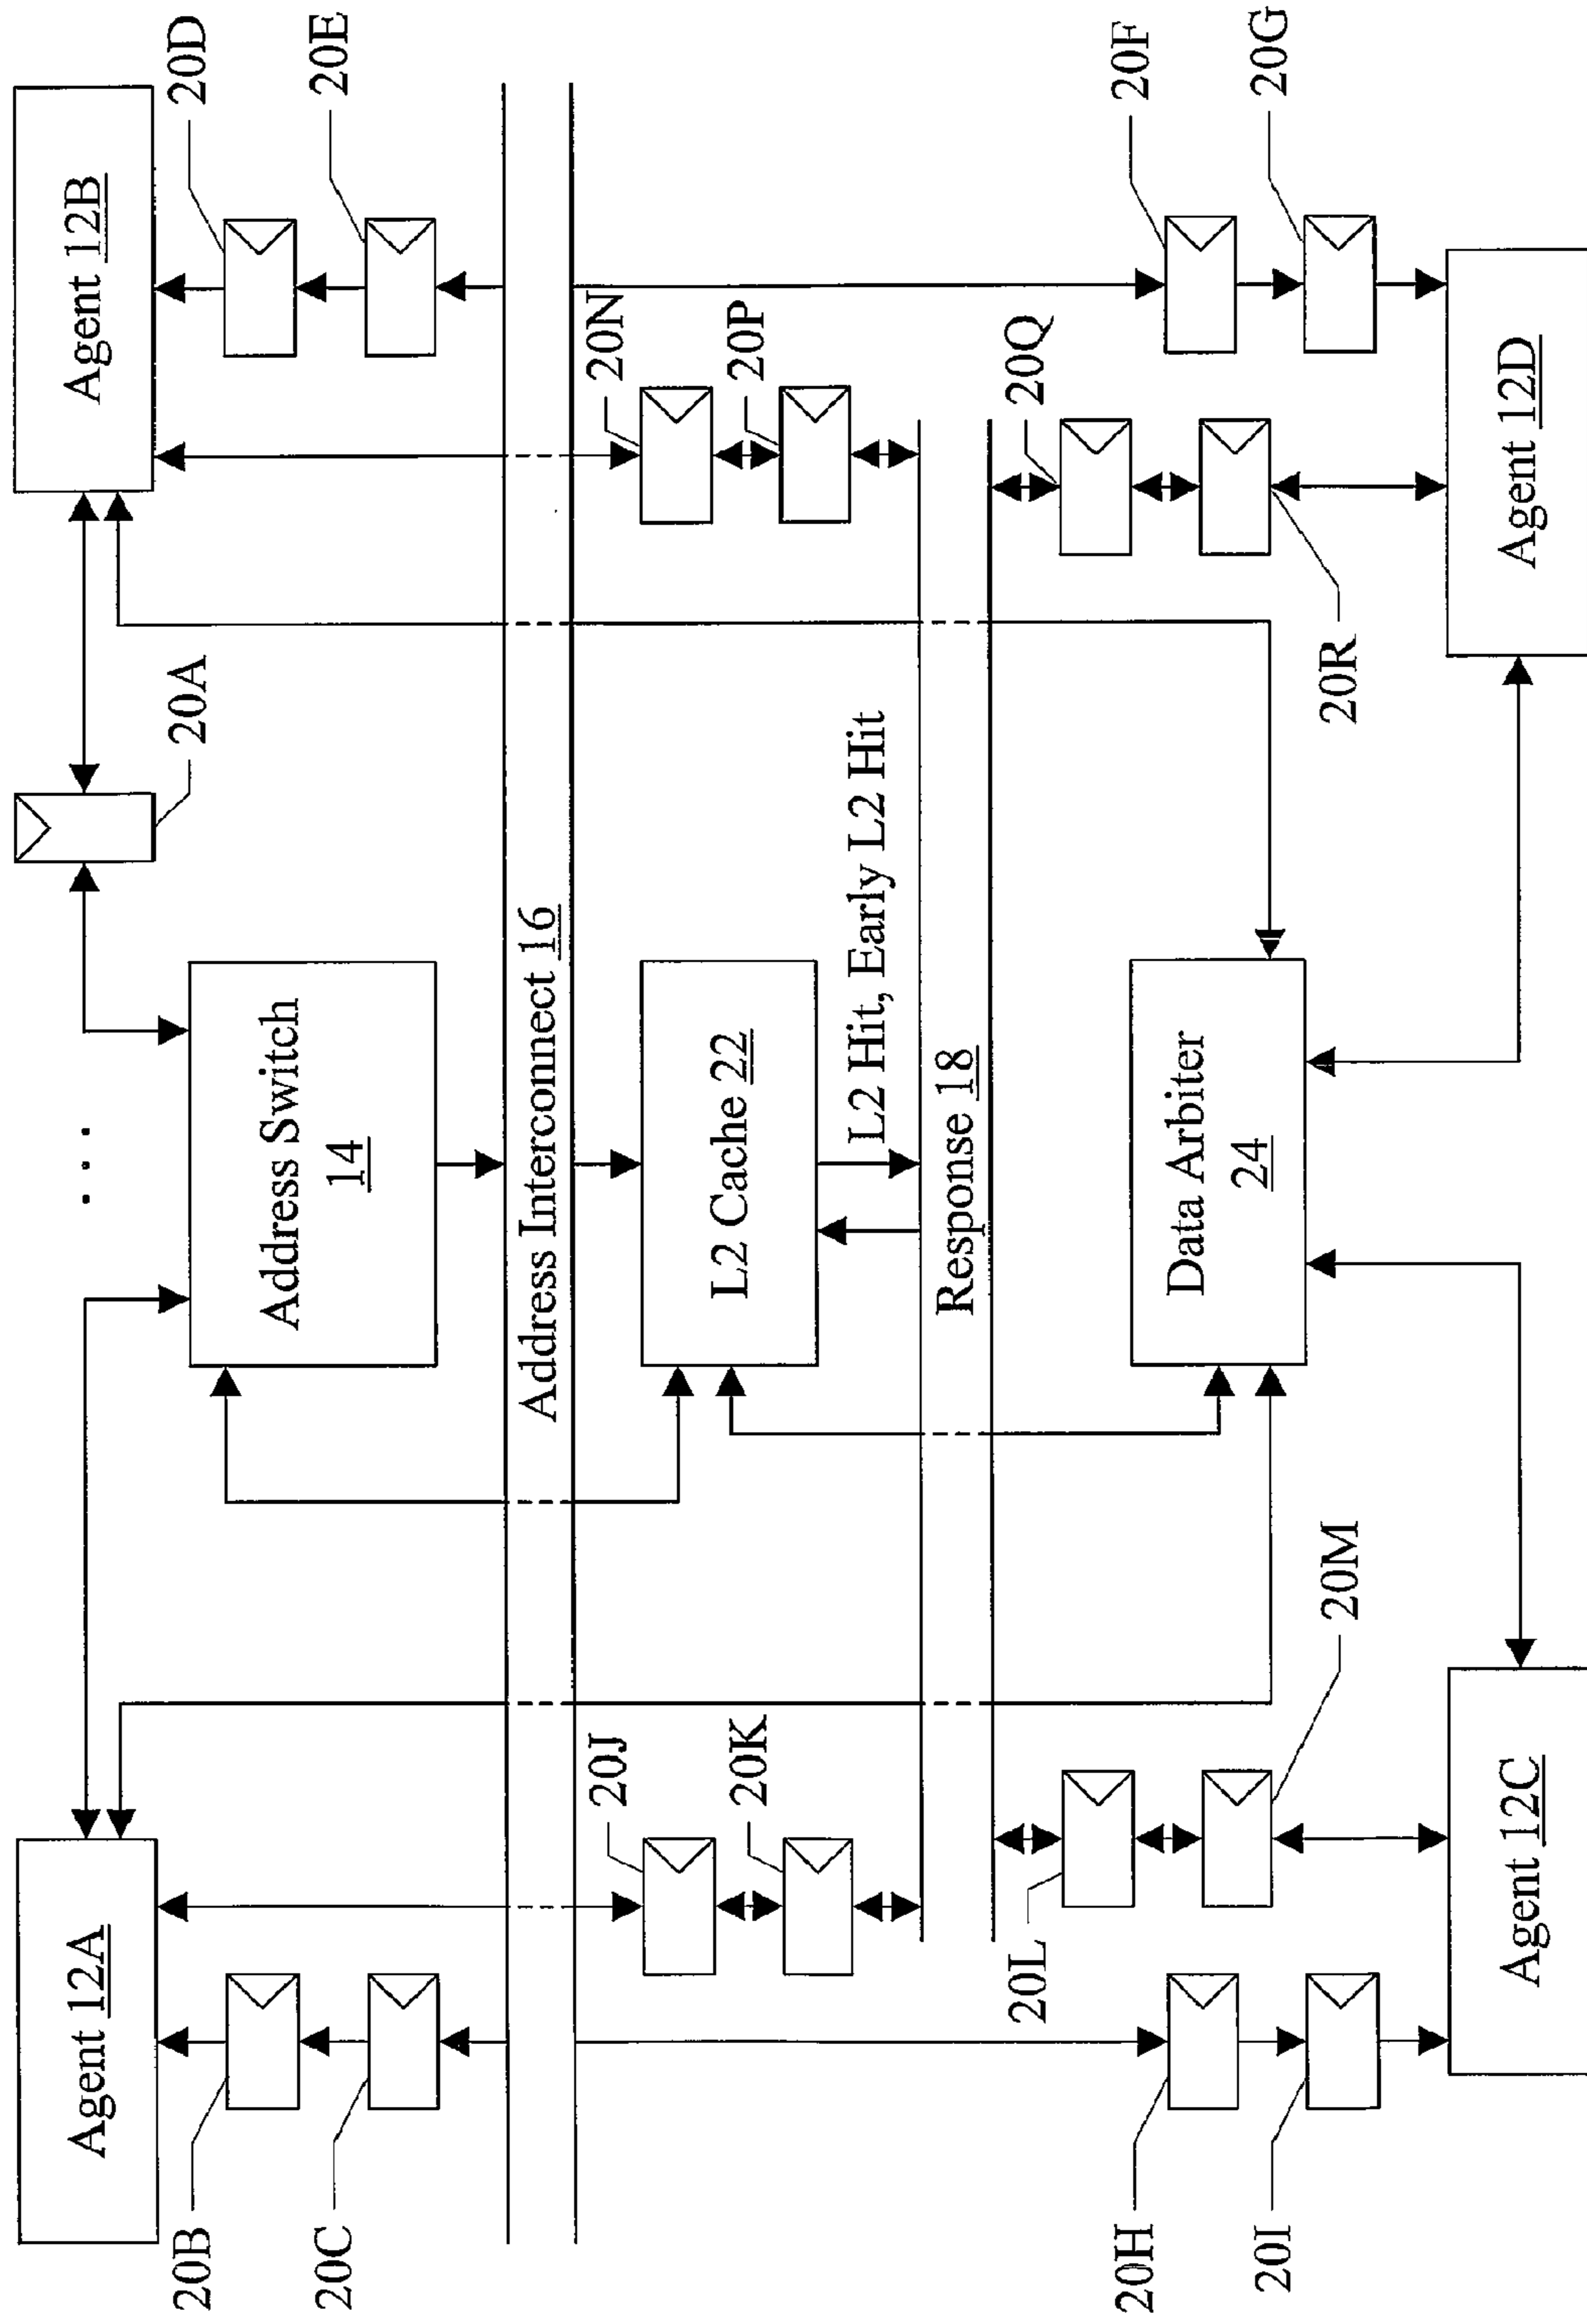 Agent 12A
Agent 12B
20A
. . .
20B
20C
Address Switch
14
20D
20E
Address Interconnect 16
20J
20K
L2 Cache 22
20N
20P
L2 Hit, Early L2 Hit
Response 18
20L
20M
20Q
20R
20H
20I
Data Arbiter
24
20F
20G
Agent 12C
Agent 12D